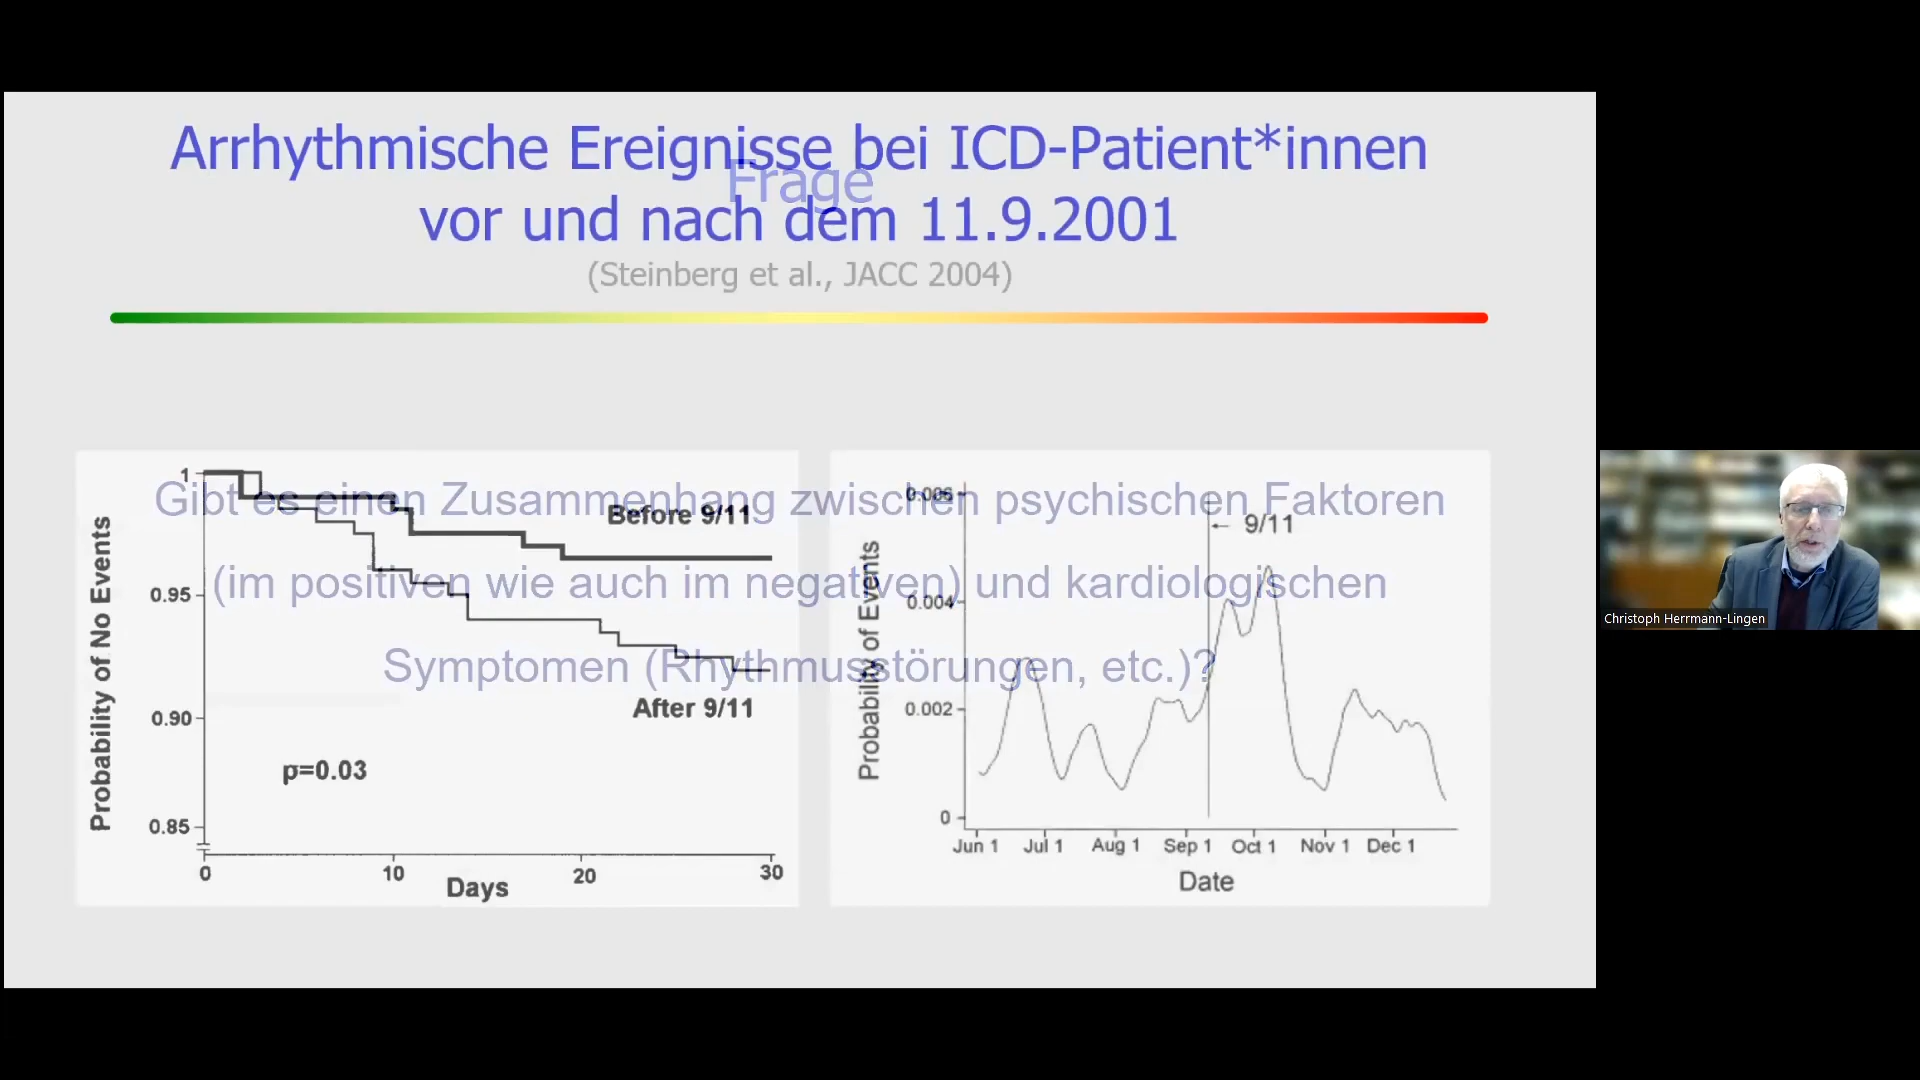 Arrhythmische Ereignisse bei ICD-Patient*innen
Frage
vor und nach dem 11.9.2001
(Steinberg et al., JACC 2004)
Gibt es einen Zusammenhang zwischen psychischen Faktoren
(im positiven wie auch im negativen) und kardiologischen
Symptomen (Rhythmusstörungen, etc.)?
Probability of No Events
1
0.95
0.90
0.85
Before 9/11
After 9/11
p=0.03
0
10
20
30
Days
Probability of Events
0.006
0.004
0.002
0
← 9/11
Jun 1
Jul 1
Aug 1
Sep 1
Oct 1
Nov 1
Dec 1
Date
Christoph Herrmann-Lingen